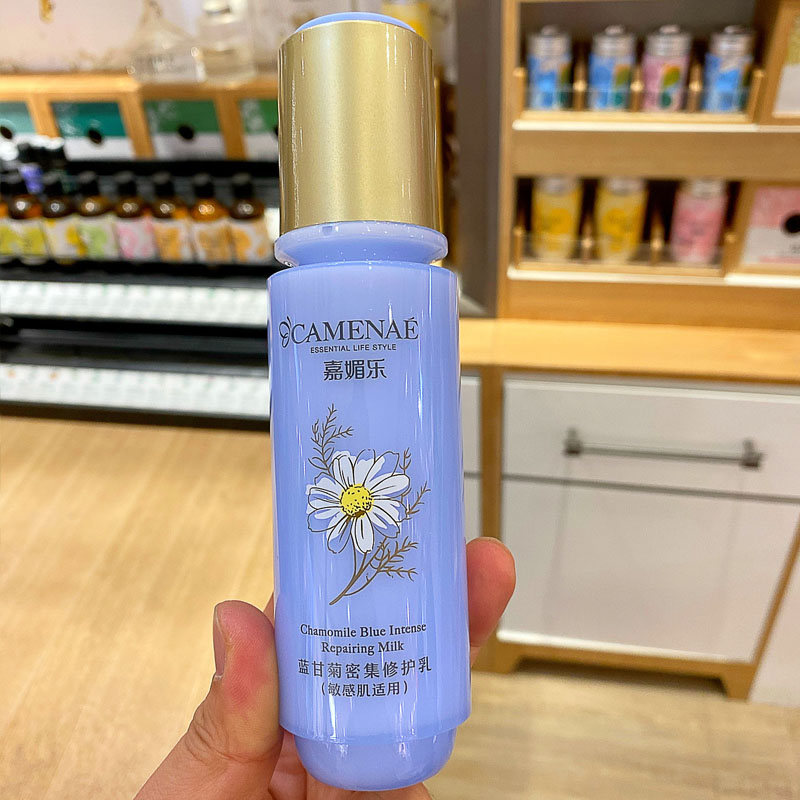 CAMENAÉ
ESSENTIAL LIFE STYLE
嘉媚乐
Chamomile Blue Intense
Repairing Milk
蓝甘菊密集修护乳
(敏感肌适用)